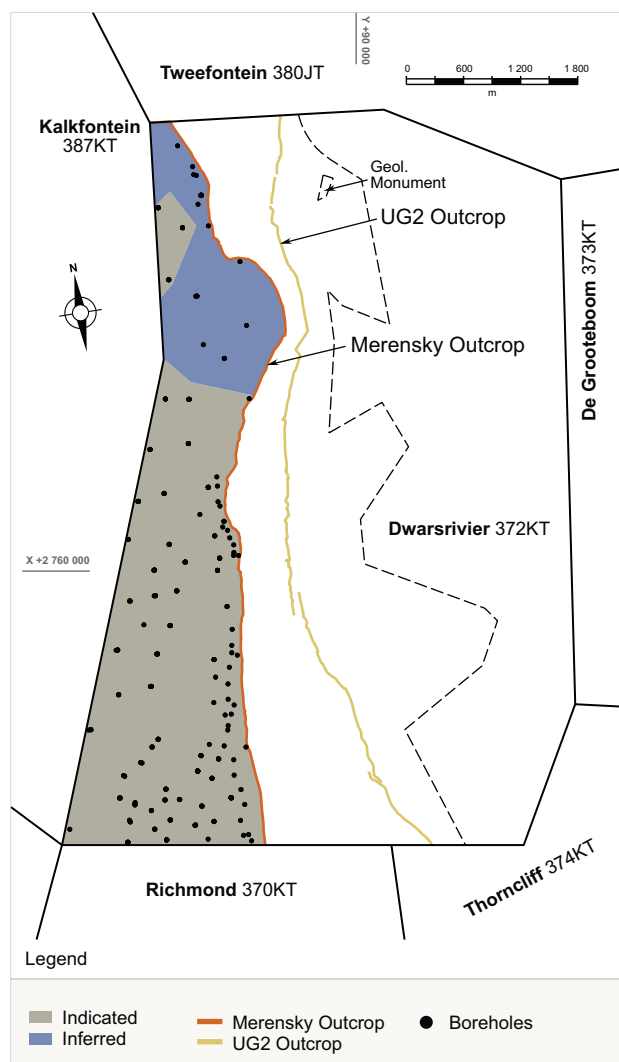 Y +90 000
Tweefontein 380JT
0 600 1 200 1 800
m
Kalkfontein
387KT
Geol.
Monument
UG2 Outcrop
De Grooteboom 373KT
N
Merensky Outcrop
Dwarsrivier 372KT
X +2 760 000
Richmond 370KT
Thorncliff 374KT
Legend
Indicated
Inferred
Merensky Outcrop
UG2 Outcrop
Boreholes